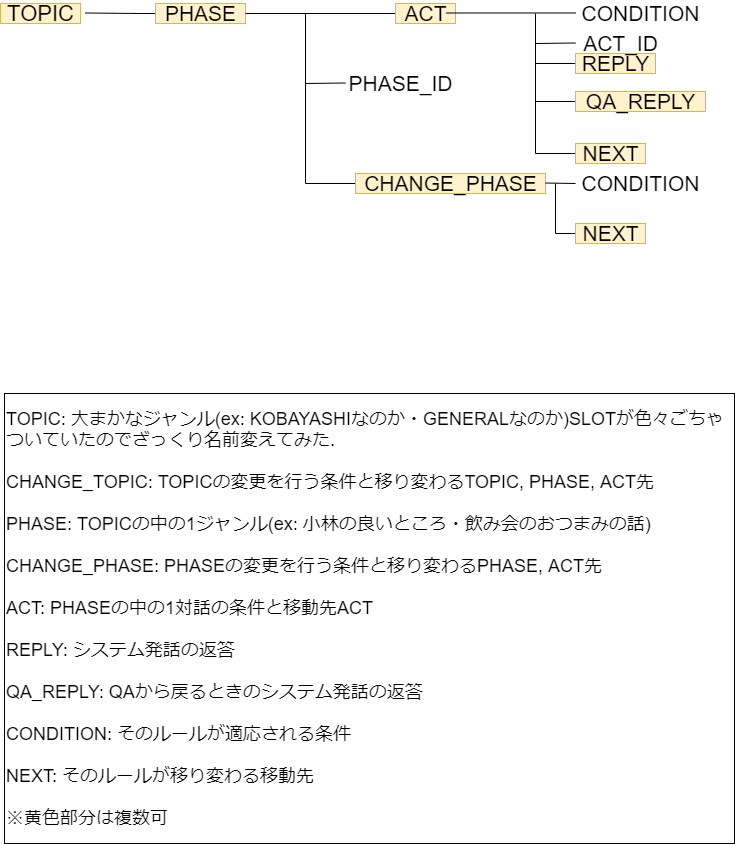 TOPIC
PHASE
ACT
CONDITION
ACT_ID
REPLY
PHASE_ID
QA_REPLY
NEXT
CHANGE_PHASE
CONDITION
NEXT
TOPIC: 大まかなジャンル(ex: KOBAYASHIなのか・GENERALなのか)SLOTが色々ごちゃ
ついていたのでざっくり名前変えてみた.
CHANGE_TOPIC: TOPICの変更を行う条件と移り変わるTOPIC, PHASE, ACT先
PHASE: TOPICの中の1ジャンル(ex: 小林の良いところ・飲み会のおつまみの話)
CHANGE_PHASE: PHASEの変更を行う条件と移り変わるPHASE, ACT先
ACT: PHASEの中の1対話の条件と移動先ACT
REPLY: システム発話の返答
QA_REPLY: QAから戻るときのシステム発話の返答
CONDITION: そのルールが適応される条件
NEXT: そのルールが移り変わる移動先
※黄色部分は複数可